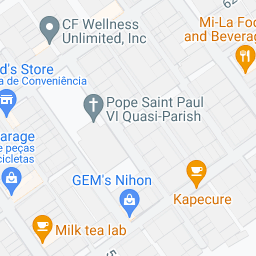 CF Wellness
Unlimited, Inc
Mi-La Foo
and Beverag
d's Store
a de Conveniência
Pope Saint Paul
VI Quasi-Parish
arage
e peças
cicletas
GEM's Nihon
Kapecure
Milk tea lab